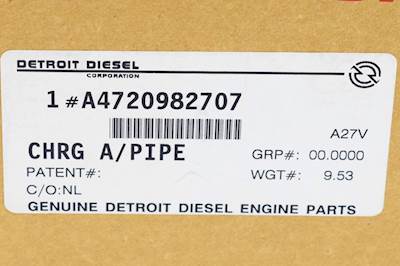 DETROIT DIESEL
CORPORATION
1 #A4720982707
A27V
CHRG A/PIPE GRP#: 00.0000
PATENT#: WGT#: 9.53
C/O:NL
GENUINE DETROIT DIESEL ENGINE PARTS